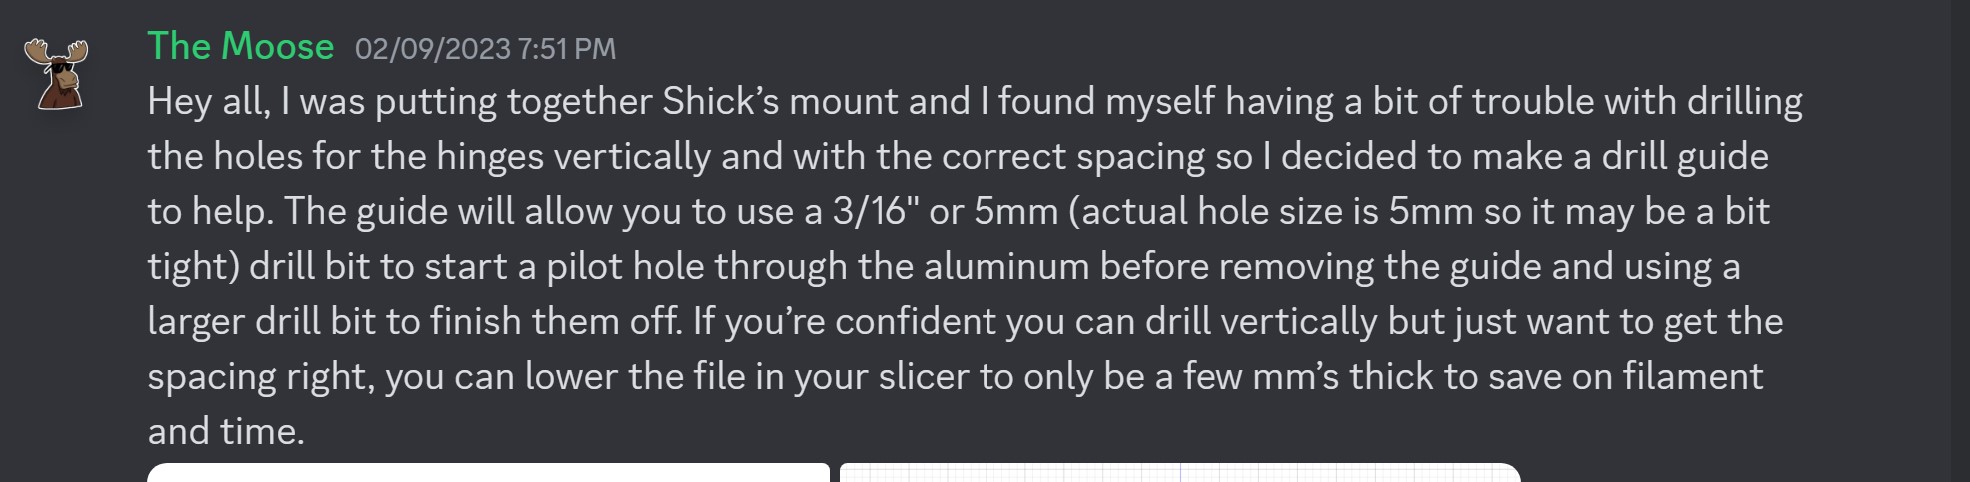 The Moose 02/09/2023 7:51 PM
Hey all, I was putting together Shick’s mount and I found myself having a bit of trouble with drilling
the holes for the hinges vertically and with the correct spacing so I decided to make a drill guide
to help. The guide will allow you to use a 3/16" or 5mm (actual hole size is 5mm so it may be a bit
tight) drill bit to start a pilot hole through the aluminum before removing the guide and using a
larger drill bit to finish them off. If you’re confident you can drill vertically but just want to get the
spacing right, you can lower the file in your slicer to only be a few mm’s thick to save on filament
and time.